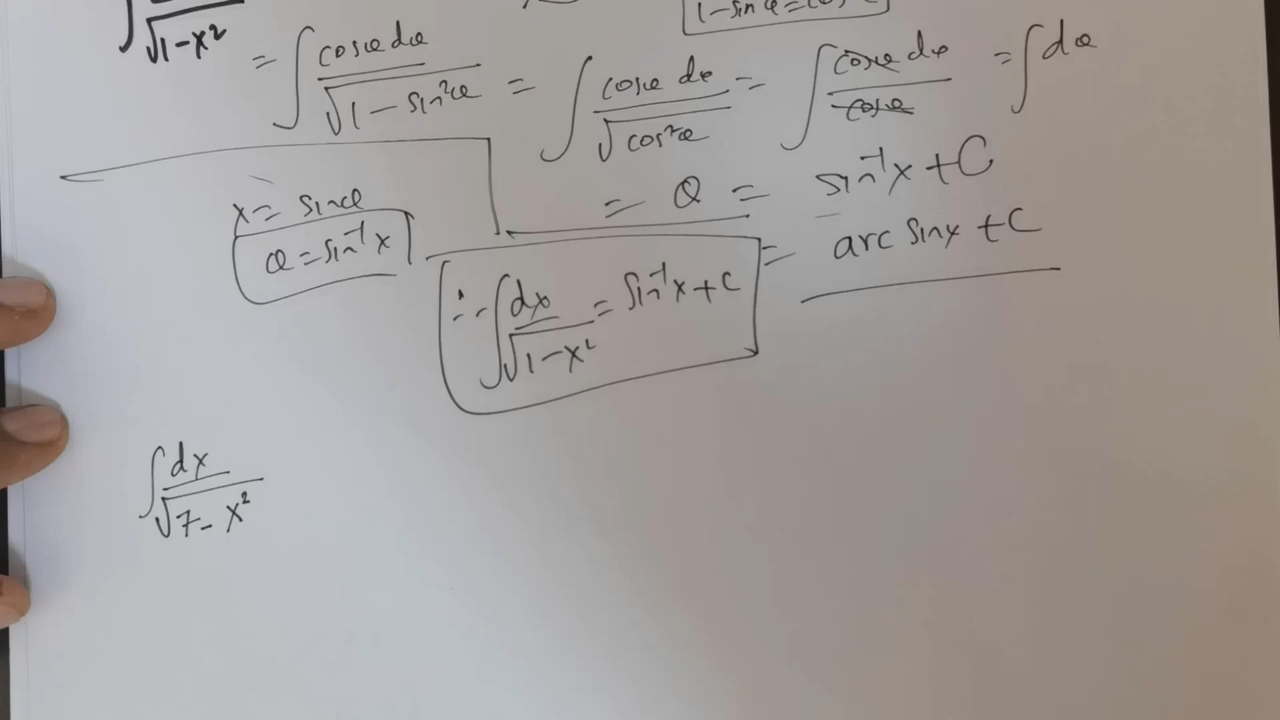 ∫ / √1-x² = ∫ cosθ dθ / √1-sin²θ = ∫ cosθ dθ / √cos²θ = ∫ cosθ dθ / cosθ = ∫ dθ
= θ = sin⁻¹x + C
x = sinθ
θ = sin⁻¹x
= arc sinx + C
∴ ∫ dx / √1-x² = sin⁻¹x + C
∫ dx / √7-x²